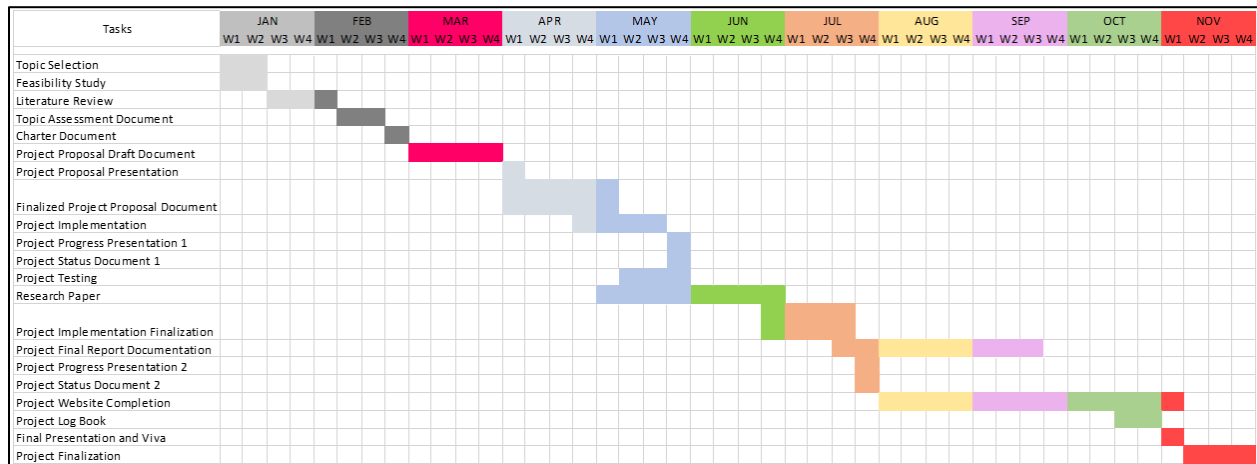 Tasks JAN FEB MAR APR MAY JUN JUL AUG SEP OCT NOV
W1 W2 W3 W4 W1 W2 W3 W4 W1 W2 W3 W4 W1 W2 W3 W4 W1 W2 W3 W4 W1 W2 W3 W4 W1 W2 W3 W4 W1 W2 W3 W4 W1 W2 W3 W4 W1 W2 W3 W4 W1 W2 W3 W4
Topic Selection
Feasibility Study
Literature Review
Topic Assessment Document
Charter Document
Project Proposal Draft Document
Project Proposal Presentation
Finalized Project Proposal Document
Project Implementation
Project Progress Presentation 1
Project Status Document 1
Project Testing
Research Paper
Project Implementation Finalization
Project Final Report Documentation
Project Progress Presentation 2
Project Status Document 2
Project Website Completion
Project Log Book
Final Presentation and Viva
Project Finalization